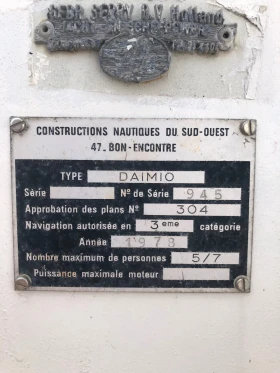 CONSTRUCTIONS NAUTIQUES DU SUD-OUEST
47. BON-ENCONTRE
TYPE DAIMIO
Série N° de Série 945
Approbation des plans N° 304
Navigation autorisée en 3eme catégorie
Année 1978
Nombre maximum de personnes 5/7
Puissance maximale moteur